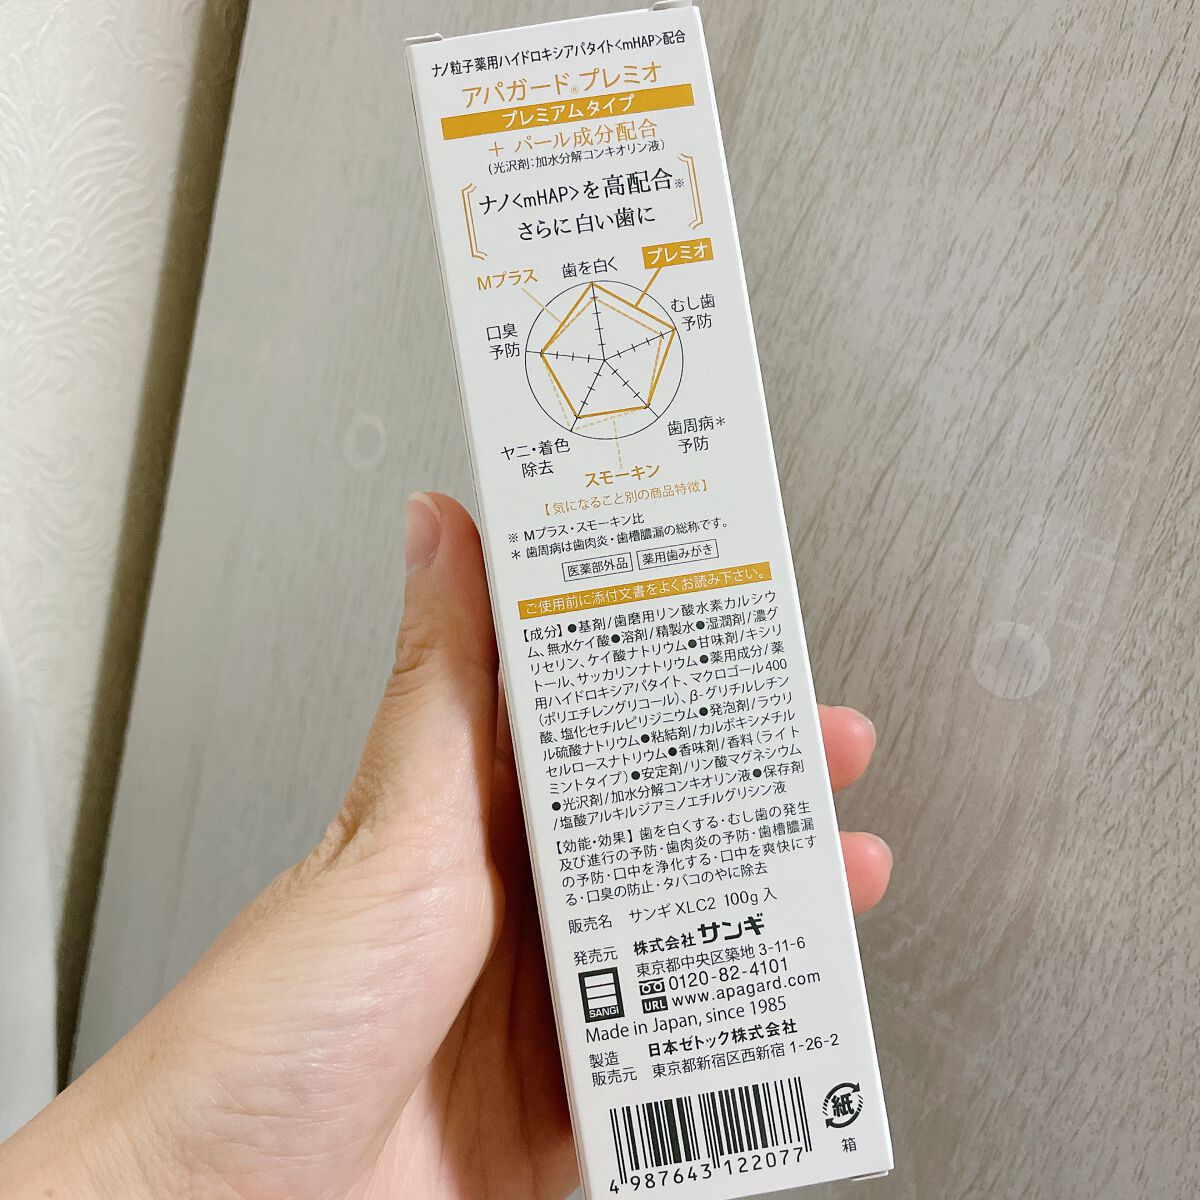 ナノ粒子薬用ハイドロキシアパタイト<mHAP>配合
アパガード®プレミオ
プレミアムタイプ
+ パール成分配合
(光沢剤:加水分解コンキオリン液)
ナノ<mHAP>を高配合※
さらに白い歯に
Mプラス
歯を白く
プレミオ
口臭
予防
むし歯
予防
ヤニ・着色
除去
歯周病*
予防
スモーキン
【気になること別の商品特徴】
※ Mプラス・スモーキン比
* 歯周病は歯肉炎・歯槽膿漏の総称です。
医薬部外品 薬用歯みがき
ご使用前に添付文書をよくお読み下さい。
【成分】●基剤/歯磨用リン酸水素カルシウ
ム、無水ケイ酸●溶剤/精製水●湿潤剤/濃グ
リセリン、ケイ酸ナトリウム●甘味剤/キシリ
トール、サッカリンナトリウム●薬用成分/薬
用ハイドロキシアパタイト、マクロゴール400
(ポリエチレングリコール)、β-グリチルレチン
酸、塩化セチルピリジニウム●発泡剤/ラウリ
ル硫酸ナトリウム●粘結剤/カルボキシメチル
セルロースナトリウム●香味剤/香料(ライト
ミントタイプ)●安定剤/リン酸マグネシウム
●光沢剤/加水分解コンキオリン液●保存剤
/塩酸アルキルジアミノエチルグリシン液
【効能・効果】歯を白くする・むし歯の発生
及び進行の予防・歯肉炎の予防・歯槽膿漏
の予防・口中を浄化する・口中を爽快にす
る・口臭の防止・タバコのやに除去
販売名 サンギXLC2 100g入
発売元 株式会社サンギ
東京都中央区築地3-11-6
0120-82-4101
URL www.apagard.com
SANGI
Made in Japan, since 1985
製造
販売元
日本ゼトック株式会社
東京都新宿区西新宿1-26-2
紙
箱
4 987643 122077